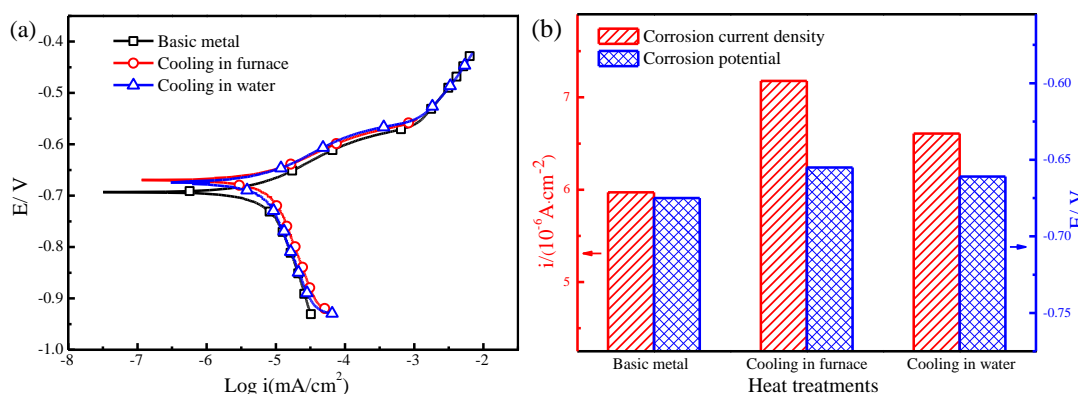 (a)
Basic metal
Cooling in furnace
Cooling in water
-0.4
-0.5
-0.6
-0.7
-0.8
-0.9
-1.0
E/ V
-8
-7
-6
-5
-4
-3
-2
Log i(mA/cm²)
(b)
Corrosion current density
Corrosion potential
7
6
5
i/(10⁻⁶A·cm⁻²)
-0.60
-0.65
-0.70
-0.75
E/ V
Basic metal
Cooling in furnace
Cooling in water
Heat treatments